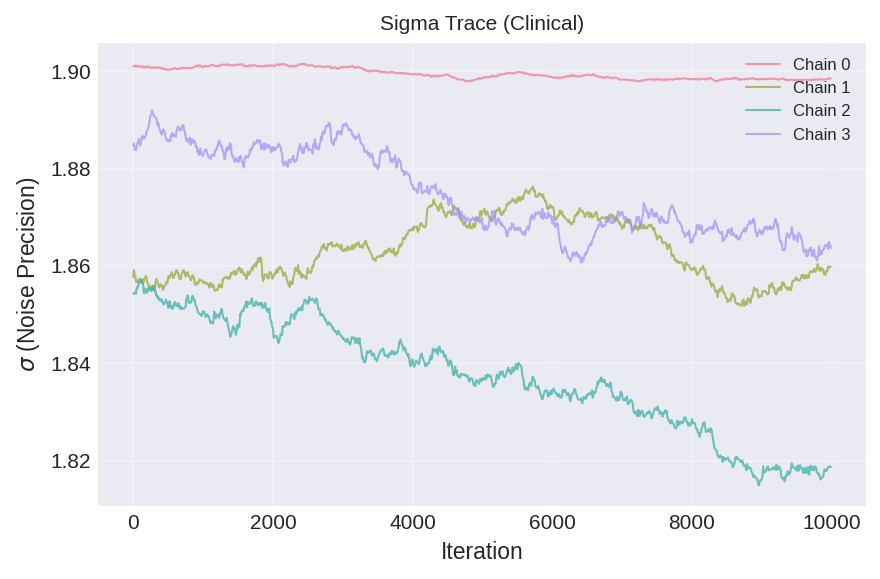 Sigma Trace (Clinical)
σ (Noise Precision)
1.90
1.88
1.86
1.84
1.82
Chain 0
Chain 1
Chain 2
Chain 3
0 2000 4000 6000 8000 10000
Iteration